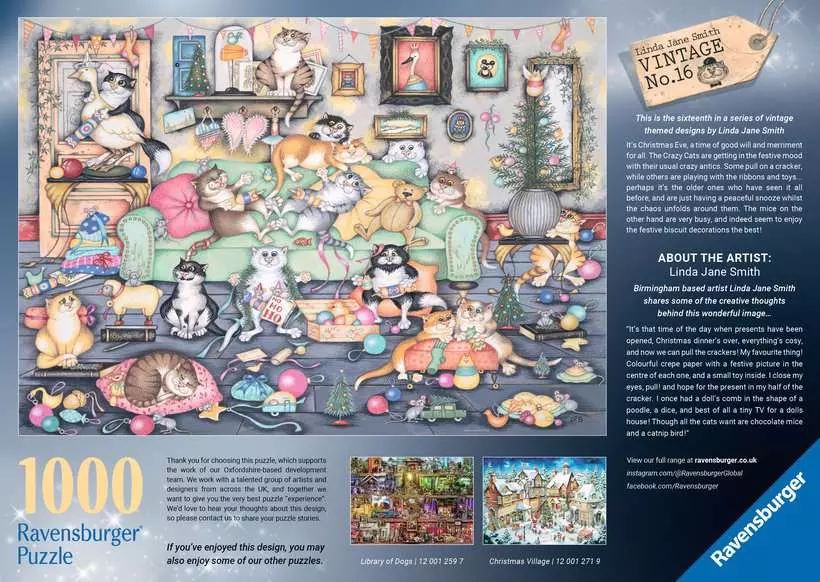 Linda Jane Smith
VINTAGE
No.16
This is the sixteenth in a series of vintage
themed designs by Linda Jane Smith
It's Christmas Eve, a time of good will and merriment
for all. The Crazy Cats are getting in the festive mood
with their usual crazy antics. Some pull on a cracker,
while others are playing with the ribbons and toys...
perhaps it's the older ones who have seen it all
before, and are just having a peaceful snooze whilst
the chaos unfolds around them. The mice on the
other hand are very busy, and indeed seem to enjoy
the festive biscuit decorations the best!
ABOUT THE ARTIST:
Linda Jane Smith
Birmingham based artist Linda Jane Smith
shares some of the creative thoughts
behind this wonderful image...
"It's that time of the day when presents have been
opened, Christmas dinner's over, everything's cosy,
and now we can pull the crackers! My favourite thing!
Colourful crepe paper with a festive picture in the
centre of each one, and a small toy inside. I close my
eyes, pull! and hope for the present in my half of the
cracker. I once had a doll's comb in the shape of a
poodle, a dice, and best of all a tiny TV for a dolls
house! Though all the cats want are chocolate mice
and a catnip bird!"
View our full range at ravensburger.co.uk
instagram.com/@RavensburgerGlobal
facebook.com/Ravensburger
Ravensburger
HO
HO
HO
1000
Ravensburger®
Puzzle
Thank you for choosing this puzzle, which supports
the work of our Oxfordshire-based development
team. We work with a talented group of artists and
designers from across the UK, and together we
want to give you the very best puzzle "experience".
We'd love to hear your thoughts about this design,
so please contact us to share your puzzle stories.
If you've enjoyed this design, you may
also enjoy some of our other puzzles.
Library of Dogs | 12 001 259 7
Christmas Village | 12 001 271 9